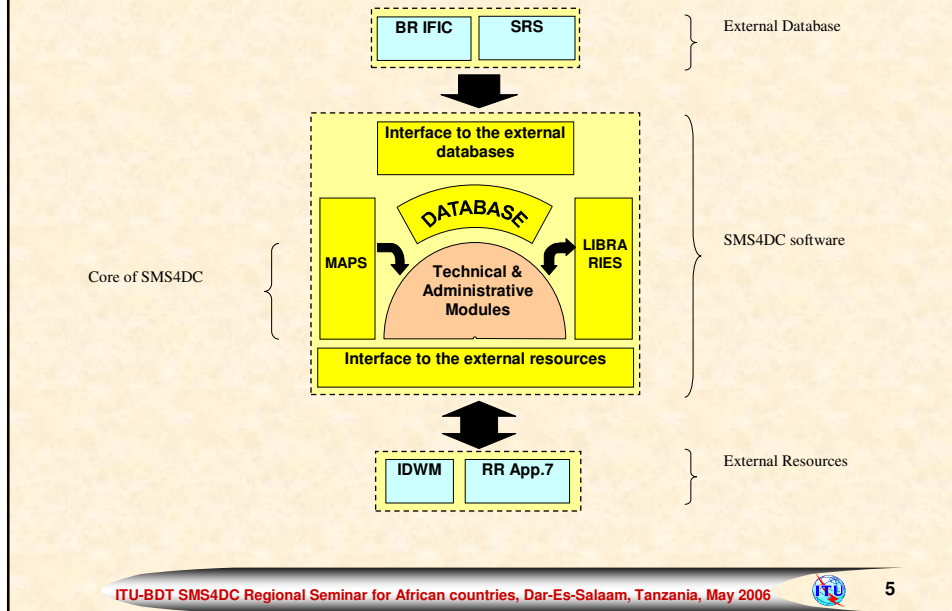 BR IFIC
SRS
External Database
Interface to the external
databases
DATABASE
MAPS
LIBRA
RIES
SMS4DC software
Core of SMS4DC
Technical &
Administrative
Modules
Interface to the external resources
IDWM
RR App.7
External Resources
ITU-BDT SMS4DC Regional Seminar for African countries, Dar-Es-Salaam, Tanzania, May 2006
ITU
5